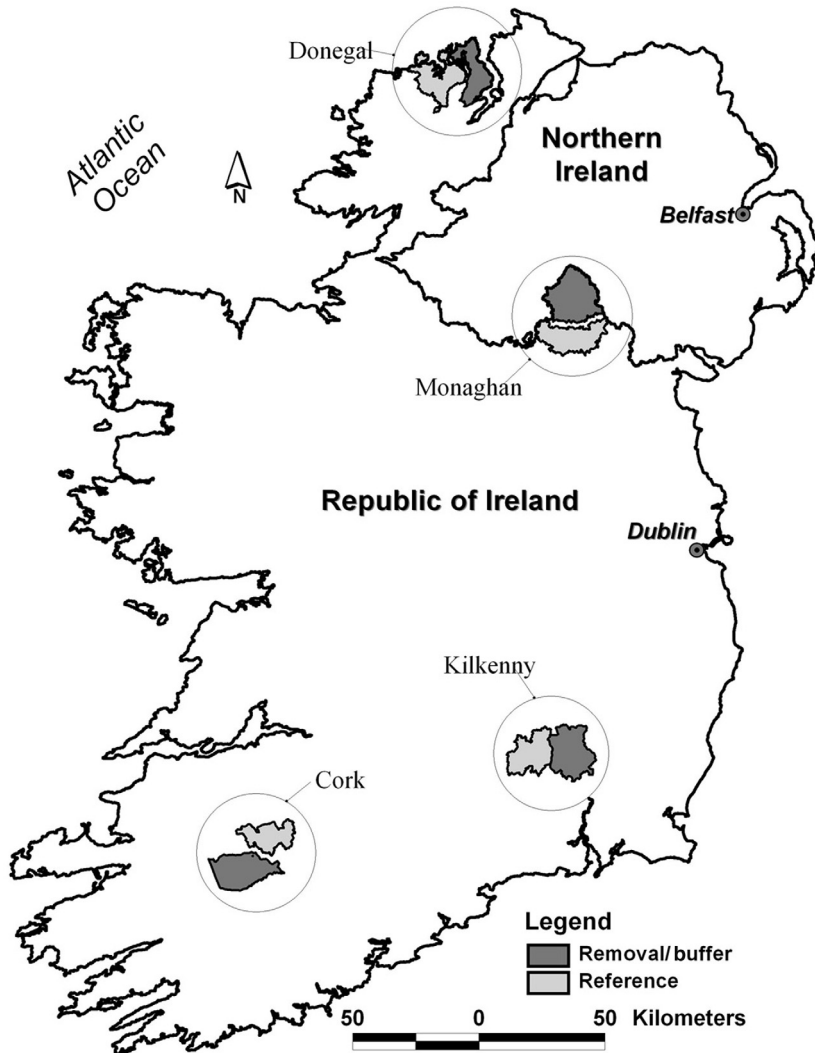 Donegal
Atlantic
Ocean
N
Northern
Ireland
Belfast
Monaghan
Republic of Ireland
Dublin
Kilkenny
Cork
Legend
Removal/buffer
Reference
50 0 50 Kilometers